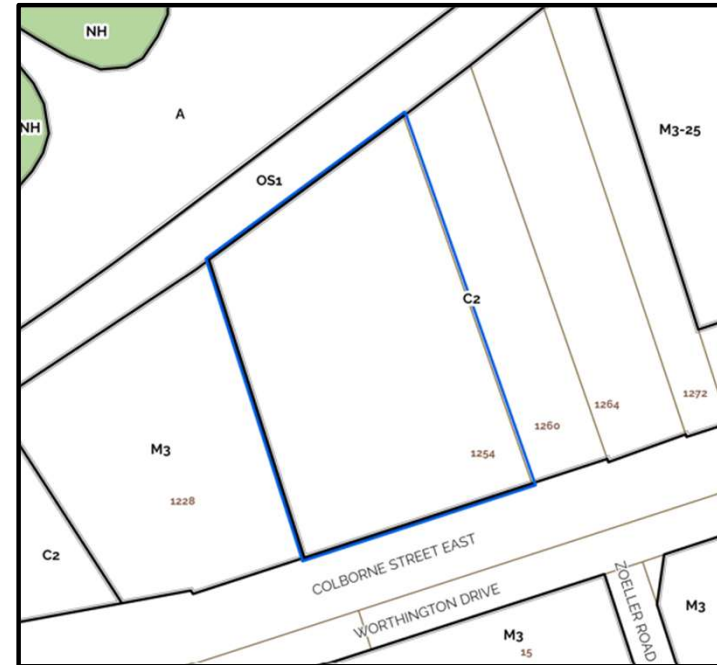 NH
A
NH
M3-25
OS1
C2
1272
1264
1260
M3
1254
1228
C2
COLBORNE STREET EAST
ZOELLER ROAD
WORTHINGTON DRIVE
M3
M3
15